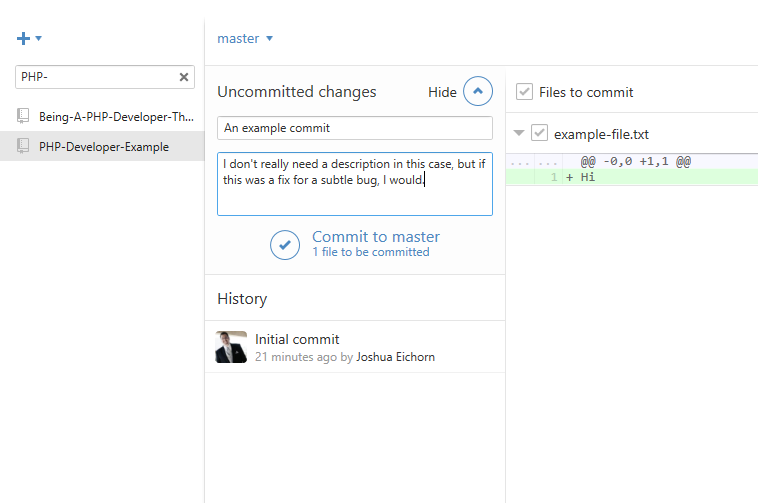 PHP-
Being-A-PHP-Developer-Th...
PHP-Developer-Example
master
Uncommitted changes
Hide
An example commit
I don't really need a description in this case, but if
this was a fix for a subtle bug, I would.
Commit to master
1 file to be committed
History
Initial commit
21 minutes ago by Joshua Eichorn
Files to commit
example-file.txt
... ... @@ -0,0 +1,1 @@
1 + Hi